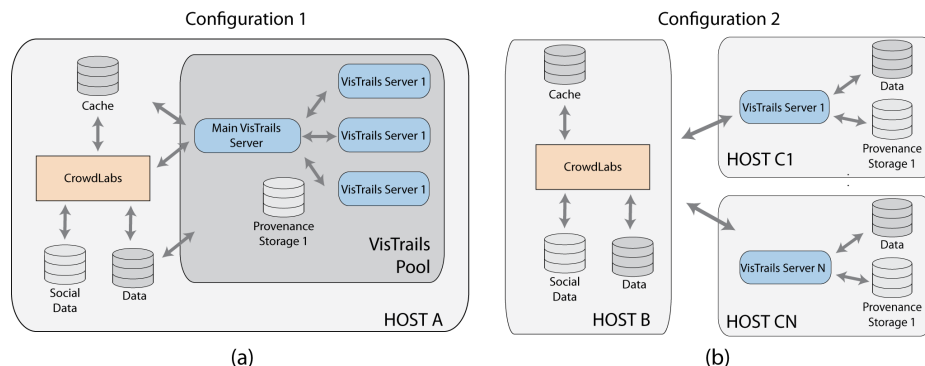 Configuration 1
Cache
CrowdLabs
Social
Data
Data
Main VisTrails
Server
VisTrails Server 1
VisTrails Server 1
VisTrails Server 1
Provenance
Storage 1
VisTrails
Pool
HOST A
(a)
Configuration 2
Cache
CrowdLabs
Social
Data
Data
HOST B
VisTrails Server 1
Data
Provenance
Storage 1
HOST C1
. . 
VisTrails Server N
Data
Provenance
Storage 1
HOST CN
(b)